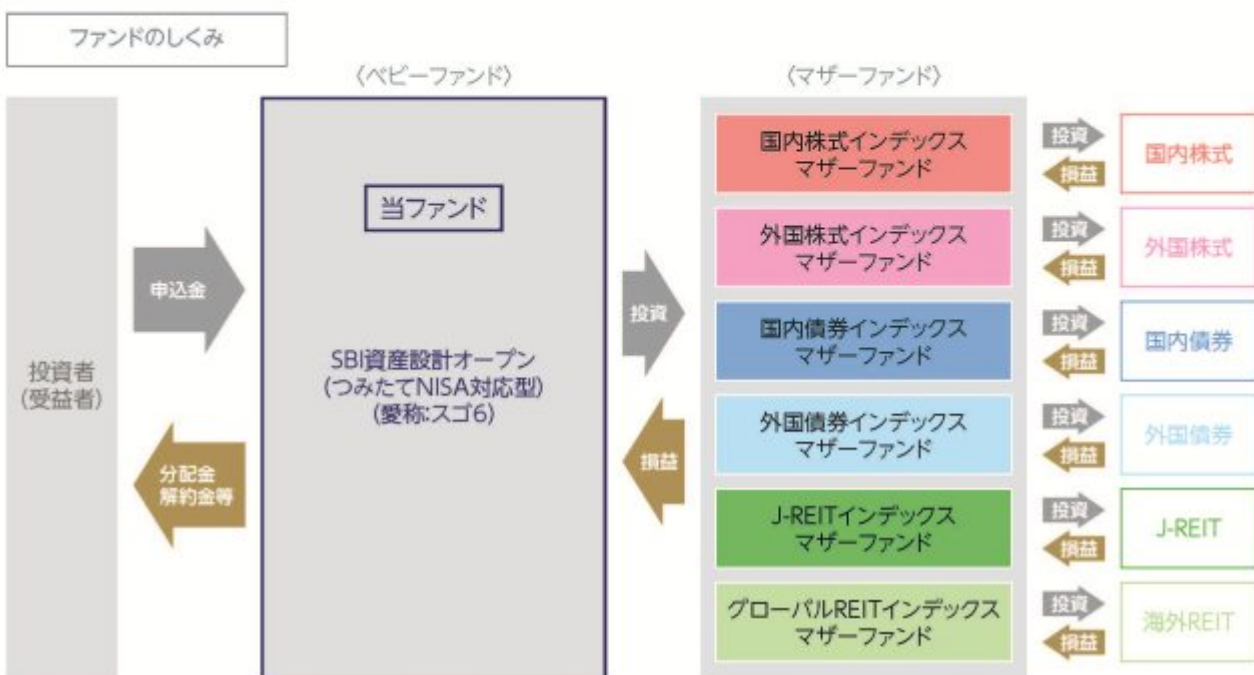 ファンドのしくみ
〈ベビーファンド〉
〈マザーファンド〉
投資者
(受益者)
申込金
分配金
解約金等
当ファンド
SBI資産設計オープン
(つみたてNISA対応型)
(愛称:スゴ6)
投資
損益
国内株式インデックス
マザーファンド
投資
損益
国内株式
外国株式インデックス
マザーファンド
投資
損益
外国株式
国内債券インデックス
マザーファンド
投資
損益
国内債券
外国債券インデックス
マザーファンド
投資
損益
外国債券
J-REITインデックス
マザーファンド
投資
損益
J-REIT
グローバルREITインデックス
マザーファンド
投資
損益
海外REIT